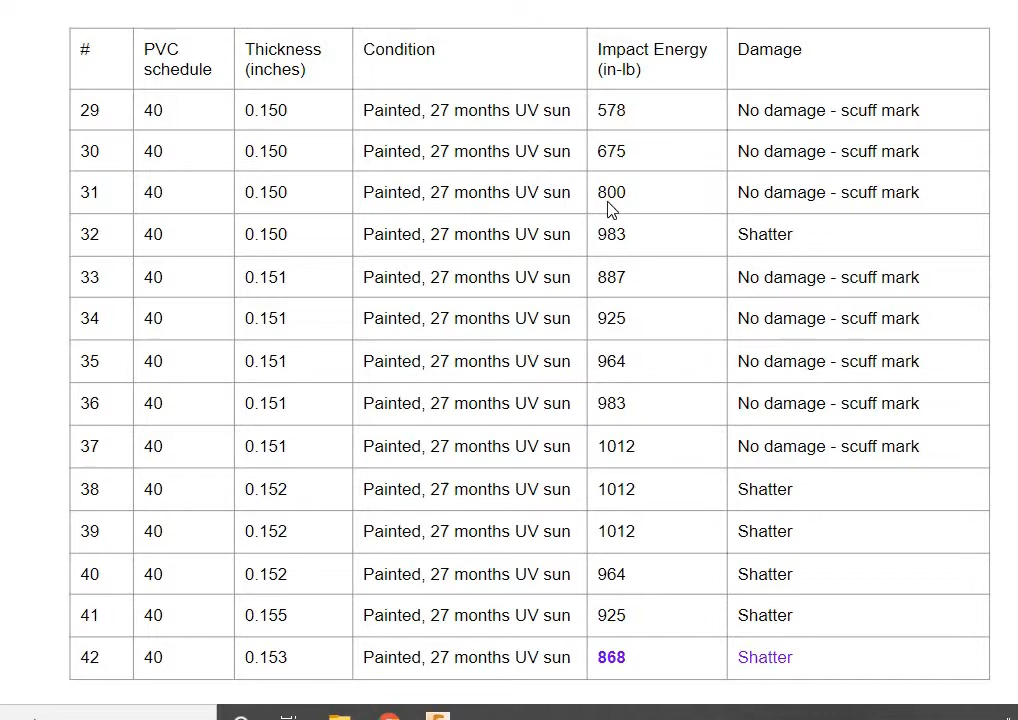 # PVC schedule Thickness (inches) Condition Impact Energy (in-lb) Damage
29 40 0.150 Painted, 27 months UV sun 578 No damage - scuff mark
30 40 0.150 Painted, 27 months UV sun 675 No damage - scuff mark
31 40 0.150 Painted, 27 months UV sun 800 No damage - scuff mark
32 40 0.150 Painted, 27 months UV sun 983 Shatter
33 40 0.151 Painted, 27 months UV sun 887 No damage - scuff mark
34 40 0.151 Painted, 27 months UV sun 925 No damage - scuff mark
35 40 0.151 Painted, 27 months UV sun 964 No damage - scuff mark
36 40 0.151 Painted, 27 months UV sun 983 No damage - scuff mark
37 40 0.151 Painted, 27 months UV sun 1012 No damage - scuff mark
38 40 0.152 Painted, 27 months UV sun 1012 Shatter
39 40 0.152 Painted, 27 months UV sun 1012 Shatter
40 40 0.152 Painted, 27 months UV sun 964 Shatter
41 40 0.155 Painted, 27 months UV sun 925 Shatter
42 40 0.153 Painted, 27 months UV sun 868 Shatter